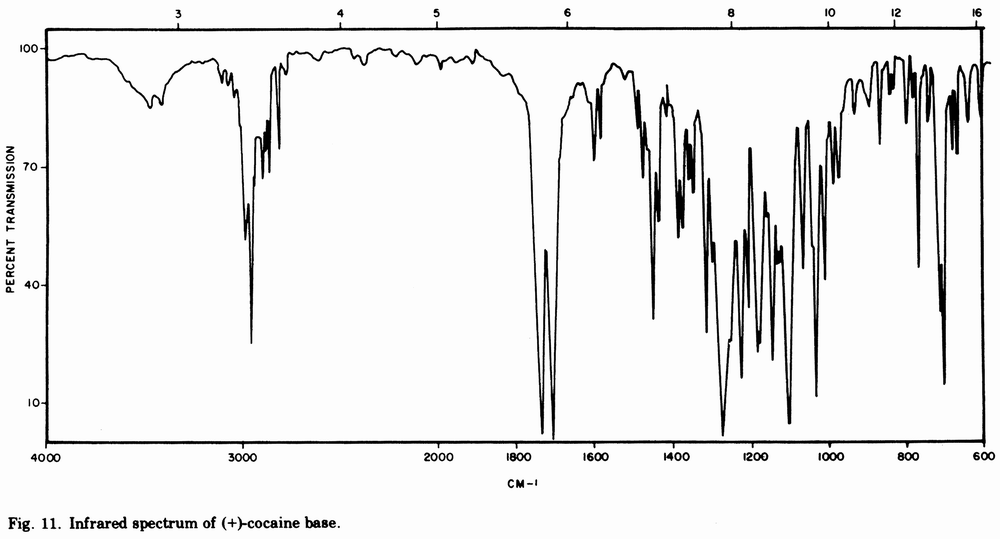 3 4 5 6 8 10 12 16
100
70
40
10
PERCENT TRANSMISSION
4000 3000 2000 1800 1600 1400 1200 1000 800 600
CM-1
Fig. 11. Infrared spectrum of (+)-cocaine base.